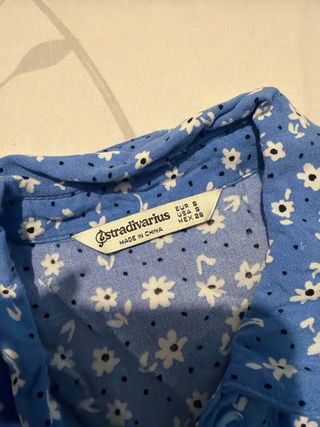 stradivarius
MADE IN CHINA
EUR S
USA S
MEX 26